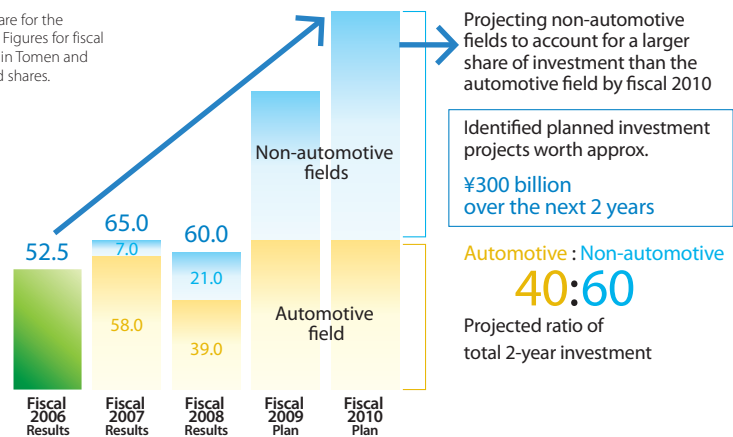 are for the
Figures for fiscal
in Tomen and
d shares.
Projecting non-automotive
fields to account for a larger
share of investment than the
automotive field by fiscal 2010
Identified planned investment
projects worth approx.
¥300 billion
over the next 2 years
Automotive : Non-automotive
40:60
Projected ratio of
total 2-year investment
Non-automotive
fields
Automotive
field
52.5
65.0
7.0
58.0
60.0
21.0
39.0
Fiscal
2006
Results
Fiscal
2007
Results
Fiscal
2008
Results
Fiscal
2009
Plan
Fiscal
2010
Plan